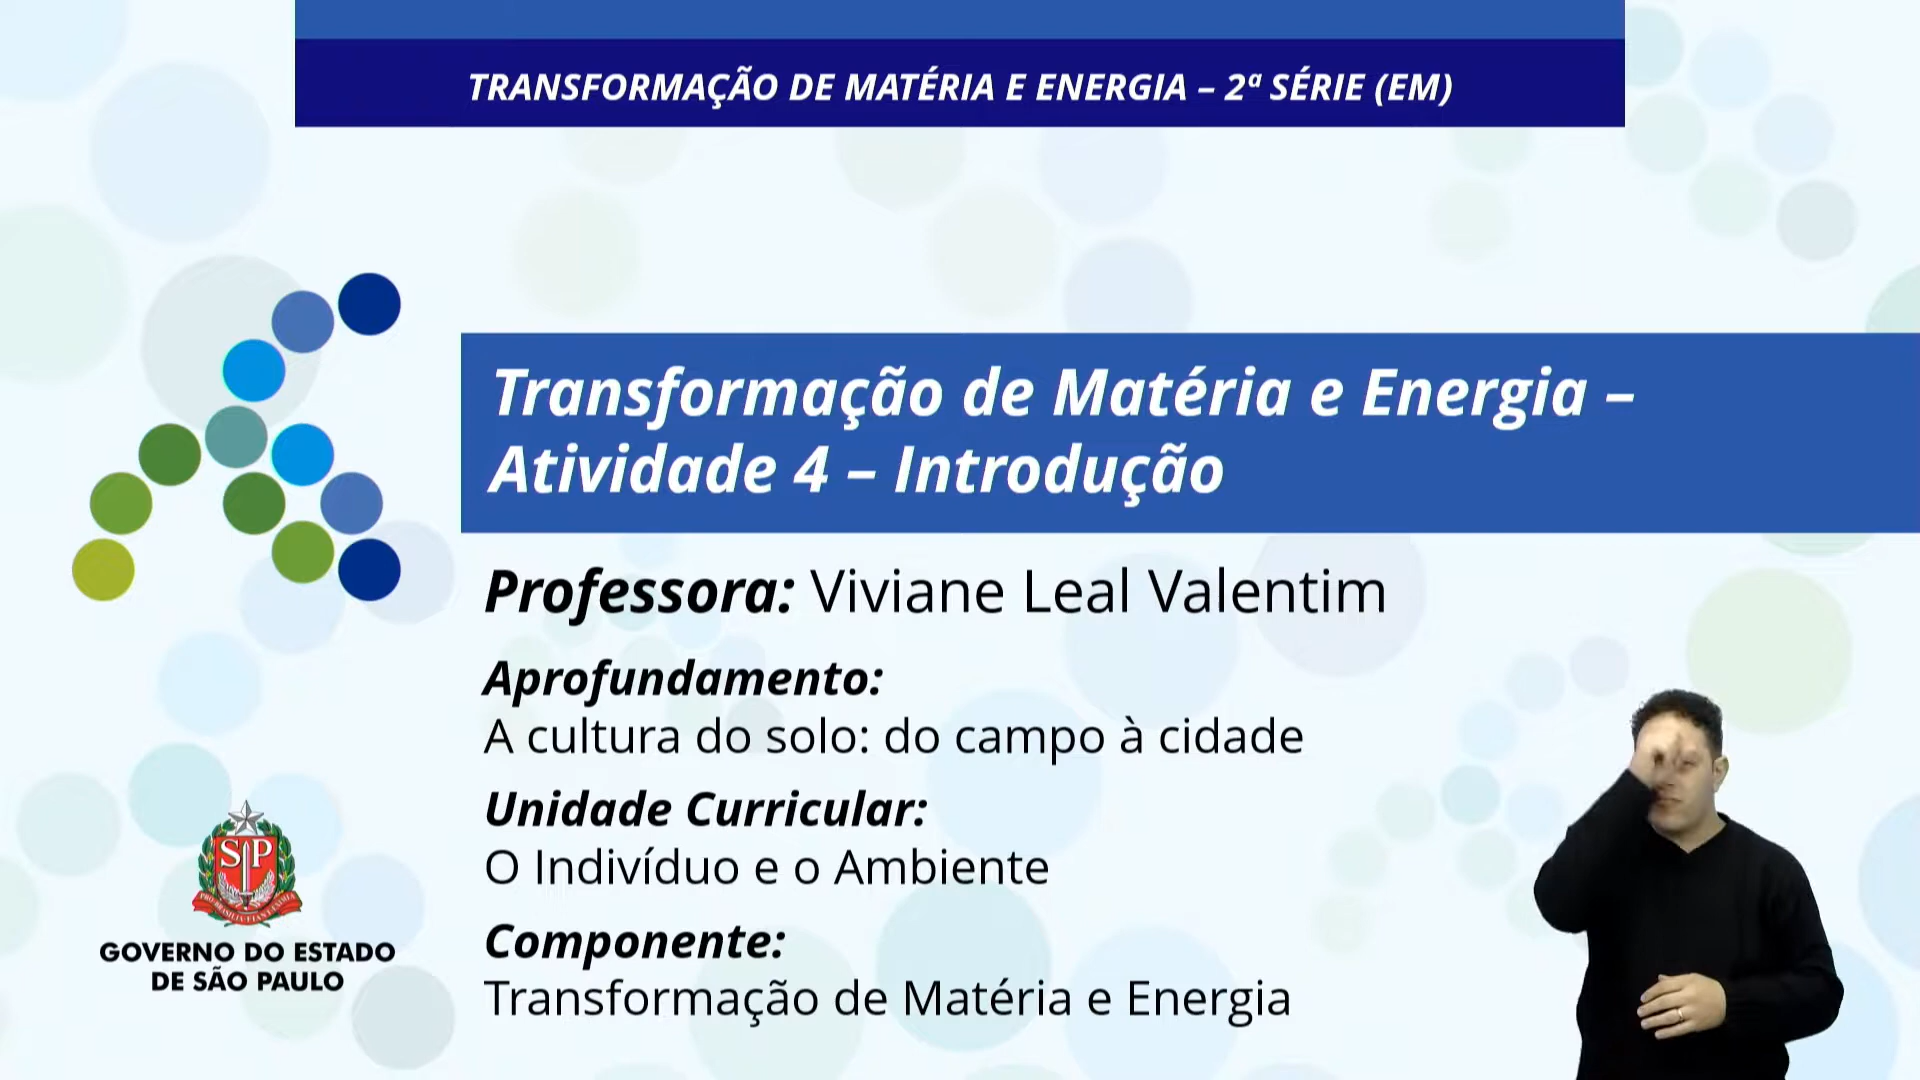 TRANSFORMAÇÃO DE MATÉRIA E ENERGIA – 2ª SÉRIE (EM)
Transformação de Matéria e Energia –
Atividade 4 – Introdução
Professora: Viviane Leal Valentim
Aprofundamento:
A cultura do solo: do campo à cidade
Unidade Curricular:
O Indivíduo e o Ambiente
Componente:
Transformação de Matéria e Energia
SP
GOVERNO DO ESTADO
DE SÃO PAULO